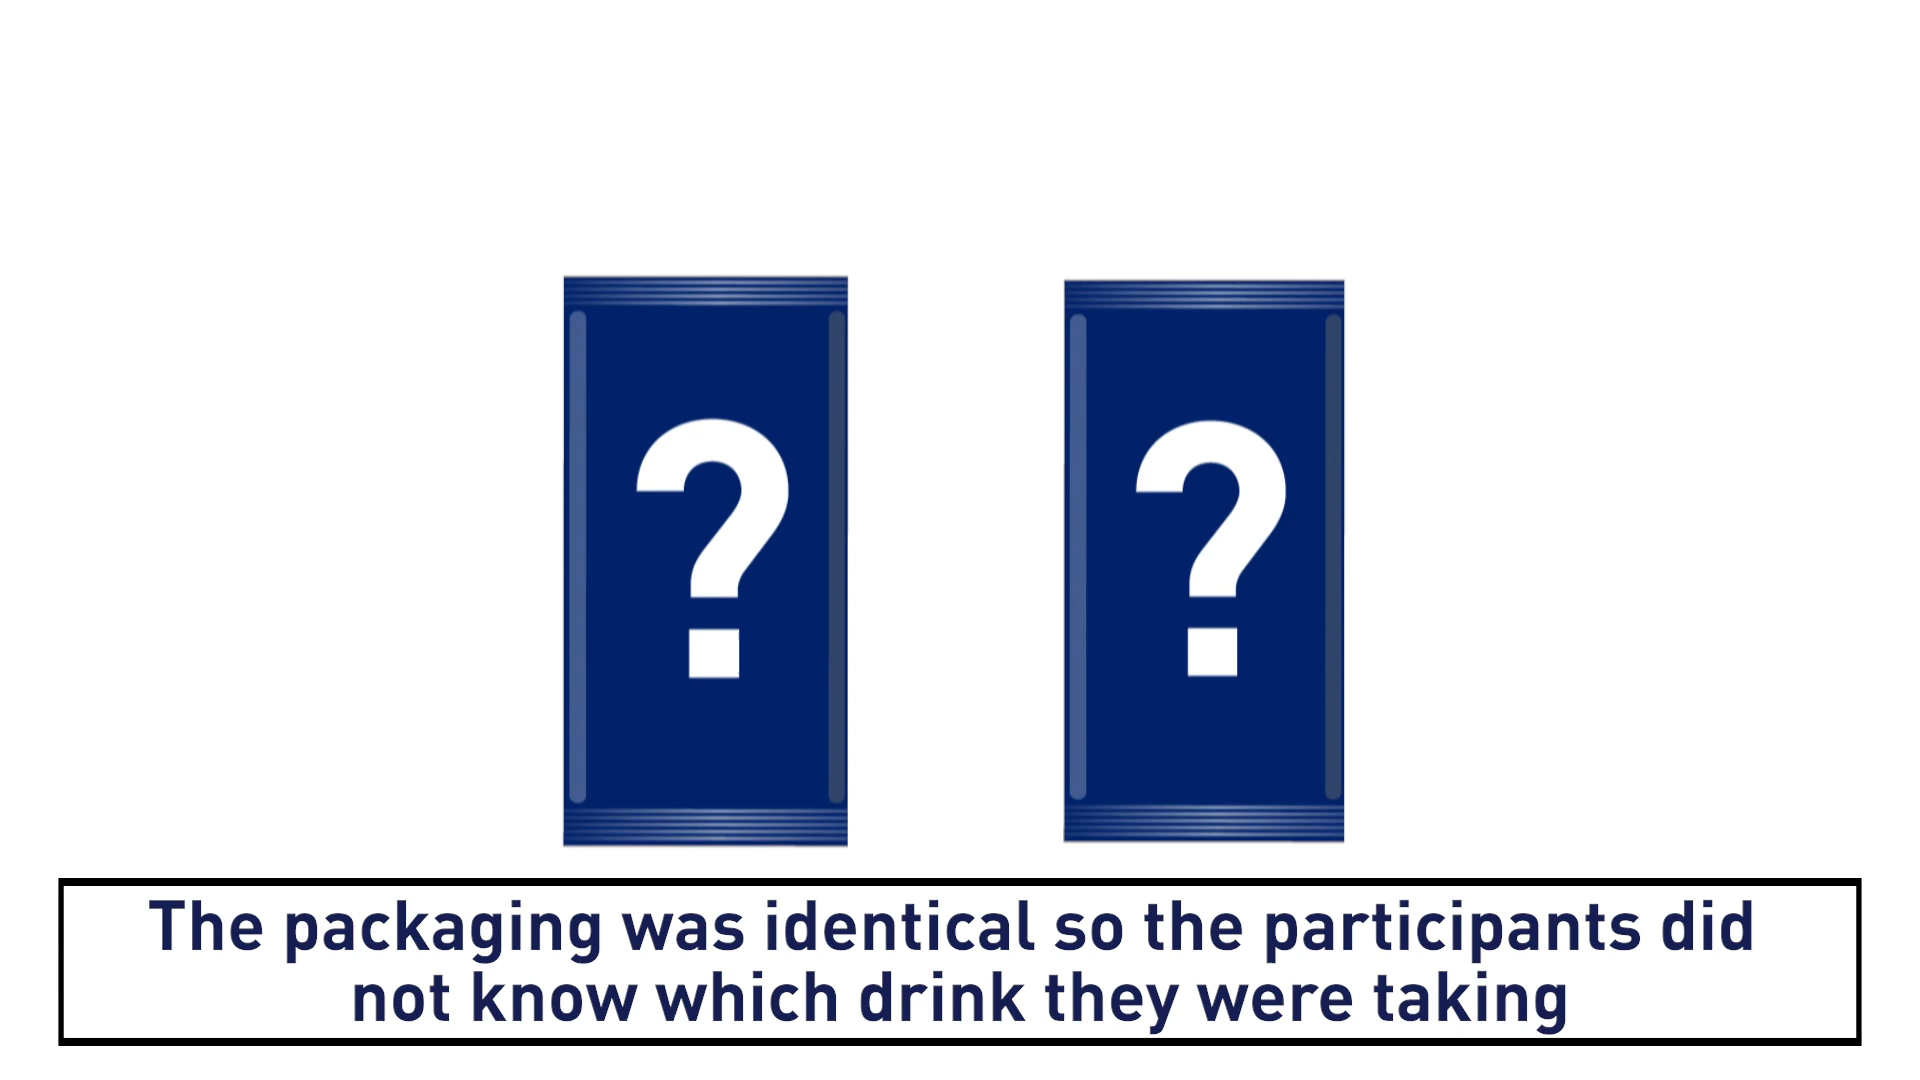 ?
?
The packaging was identical so the participants did
not know which drink they were taking